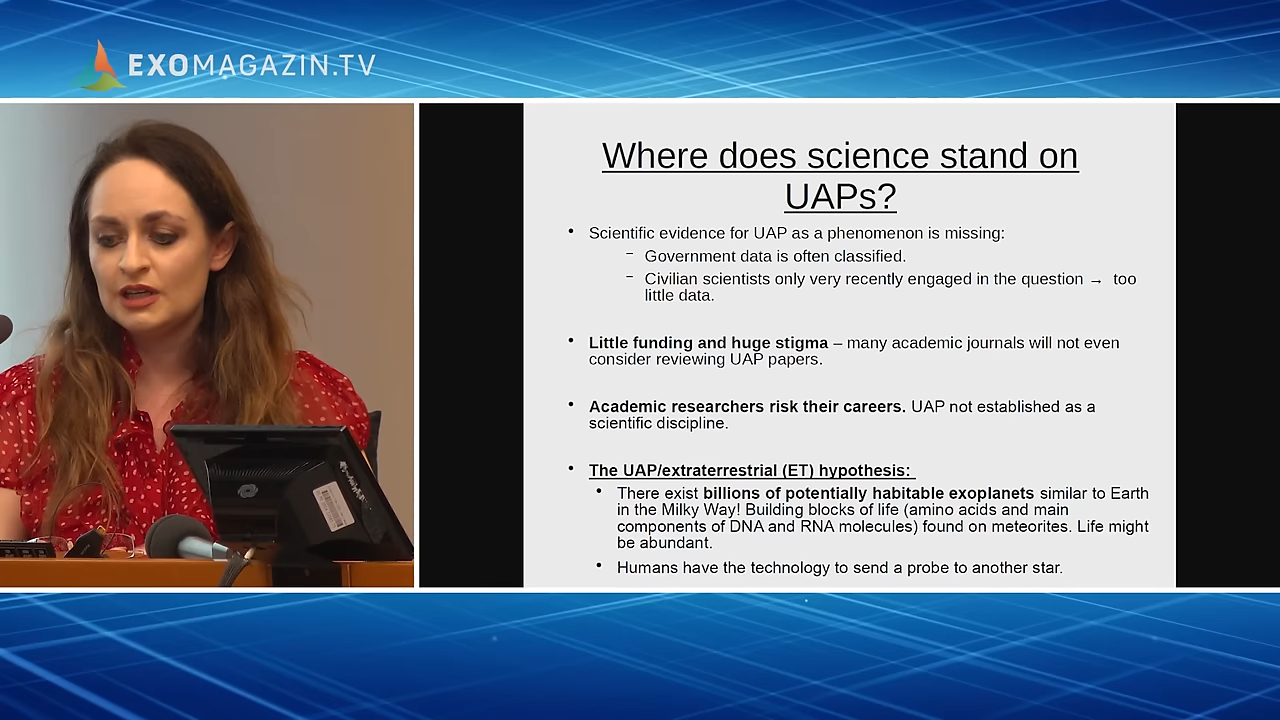 EXOMAGAZIN.TV
Where does science stand on
UAPs?
• Scientific evidence for UAP as a phenomenon is missing:
– Government data is often classified.
– Civilian scientists only very recently engaged in the question → too
little data.
• Little funding and huge stigma – many academic journals will not even
consider reviewing UAP papers.
• Academic researchers risk their careers. UAP not established as a
scientific discipline.
• The UAP/extraterrestrial (ET) hypothesis:
• There exist billions of potentially habitable exoplanets similar to Earth
in the Milky Way! Building blocks of life (amino acids and main
components of DNA and RNA molecules) found on meteorites. Life might
be abundant.
• Humans have the technology to send a probe to another star.